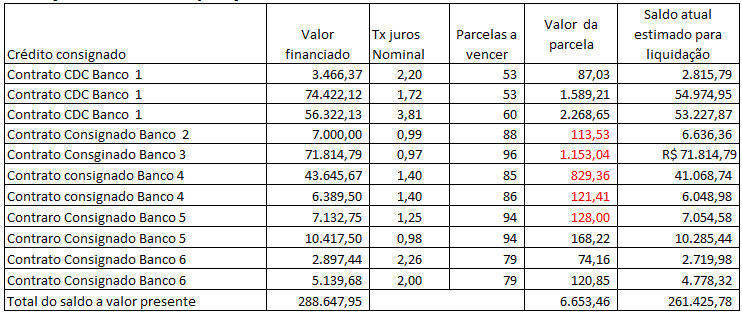 Crédito consignado Valor financiado Tx juros Nominal Parcelas a vencer Valor da parcela Saldo atual estimado para liquidação
Contrato CDC Banco 1 3.466,37 2,20 53 87,03 2.815,79
Contrato CDC Banco 1 74.422,12 1,72 53 1.589,21 54.974,95
Contrato CDC Banco 1 56.322,13 3,81 60 2.268,65 53.227,87
Contrato Consignado Banco 2 7.000,00 0,99 88 113,53 6.636,36
Contrato Consginado Banco 3 71.814,79 0,97 96 1.153,04 R$ 71.814,79
Contrato consignado Banco 4 43.645,67 1,40 85 829,36 41.068,74
Contrato consignado Banco 4 6.389,50 1,40 86 121,41 6.048,98
Contraro Consignado Banco 5 7.132,75 1,25 94 128,00 7.054,58
Contraro Consignado Banco 5 10.417,50 0,98 94 168,22 10.285,44
Contrato Consignado Banco 6 2.897,44 2,26 79 74,16 2.719,98
Contrato Consignado Banco 6 5.139,68 2,00 79 120,85 4.778,32
Total do saldo a valor presente 288.647,95 6.653,46 261.425,78